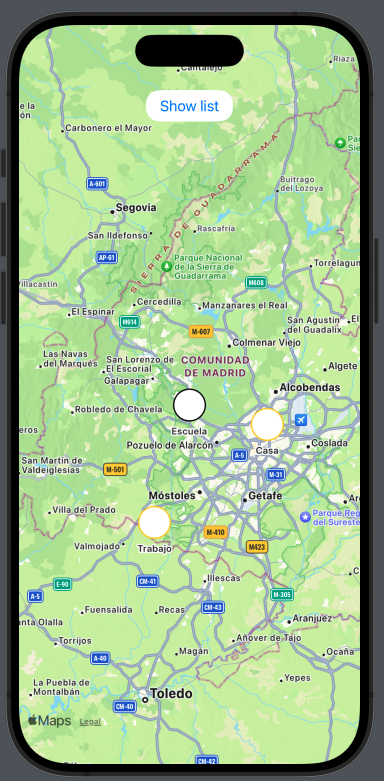 Cantalejo
Riaza
Show list
Carbonero el Mayor
A-601
Buitrago
del Lozoya
Segovia
San Ildefonso
Rascafría
SIERRA DE GUADARRAMA
AP-61
Parque Nacional
de la Sierra de
Guadarrama
M608
Torrelagun
Villacastín
Cercedilla
Manzanares el Real
El Espinar
M614
M-607
San Agustín
del Guadalix
Colmenar Viejo
Las Navas
del Marqués
San Lorenzo de
El Escorial
COMUNIDAD
DE MADRID
Algete
Galapagar
Alcobendas
Robledo de Chavela
Escuela
Pozuelo de Alarcón
Casa
Coslada
A-5
San Martín de
Valdeiglesias
M-501
M-31
Móstoles
Getafe
Villa del Prado
Parque Reg
del Sureste
M-410
Valmojado
Trabajo
M423
Illescas
E-90
CM-41
A-5
M-305
Fuensalida
Recas
CM-43
anta Olalla
Aranjuez
Torrijos
Añover de Tajo
A-40
Magán
Ocaña
La Puebla de
Montalbán
Yepes
Toledo
CM-40
Maps
Legal
CM-42